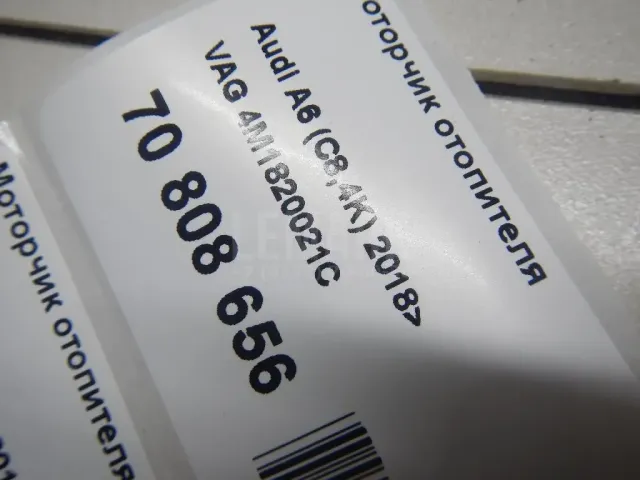 оторчик отопителя
Audi A6 (C8,4K) 2018>
VAG 4M1820021C
70 808 656
Моторчик отопителя